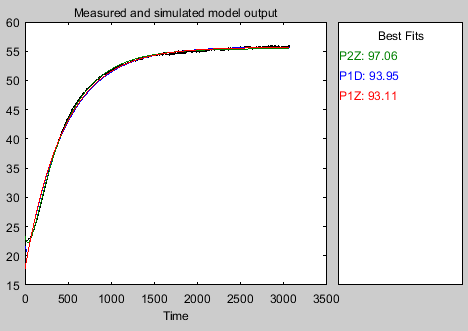 Measured and simulated model output
60
55
50
45
40
35
30
25
20
15
0 500 1000 1500 2000 2500 3000 3500
Time
Best Fits
P2Z: 97.06
P1D: 93.95
P1Z: 93.11